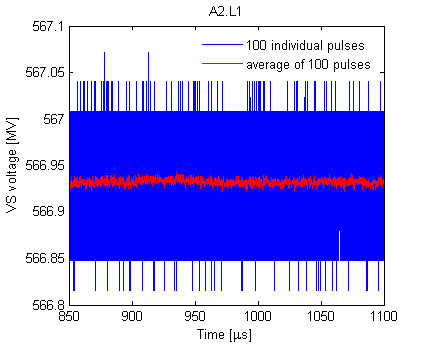 A2.L1
567.1
567.05
567
566.95
566.9
566.85
566.8
VS voltage [MV]
100 individual pulses
average of 100 pulses
850
900
950
1000
1050
1100
Time [µs]